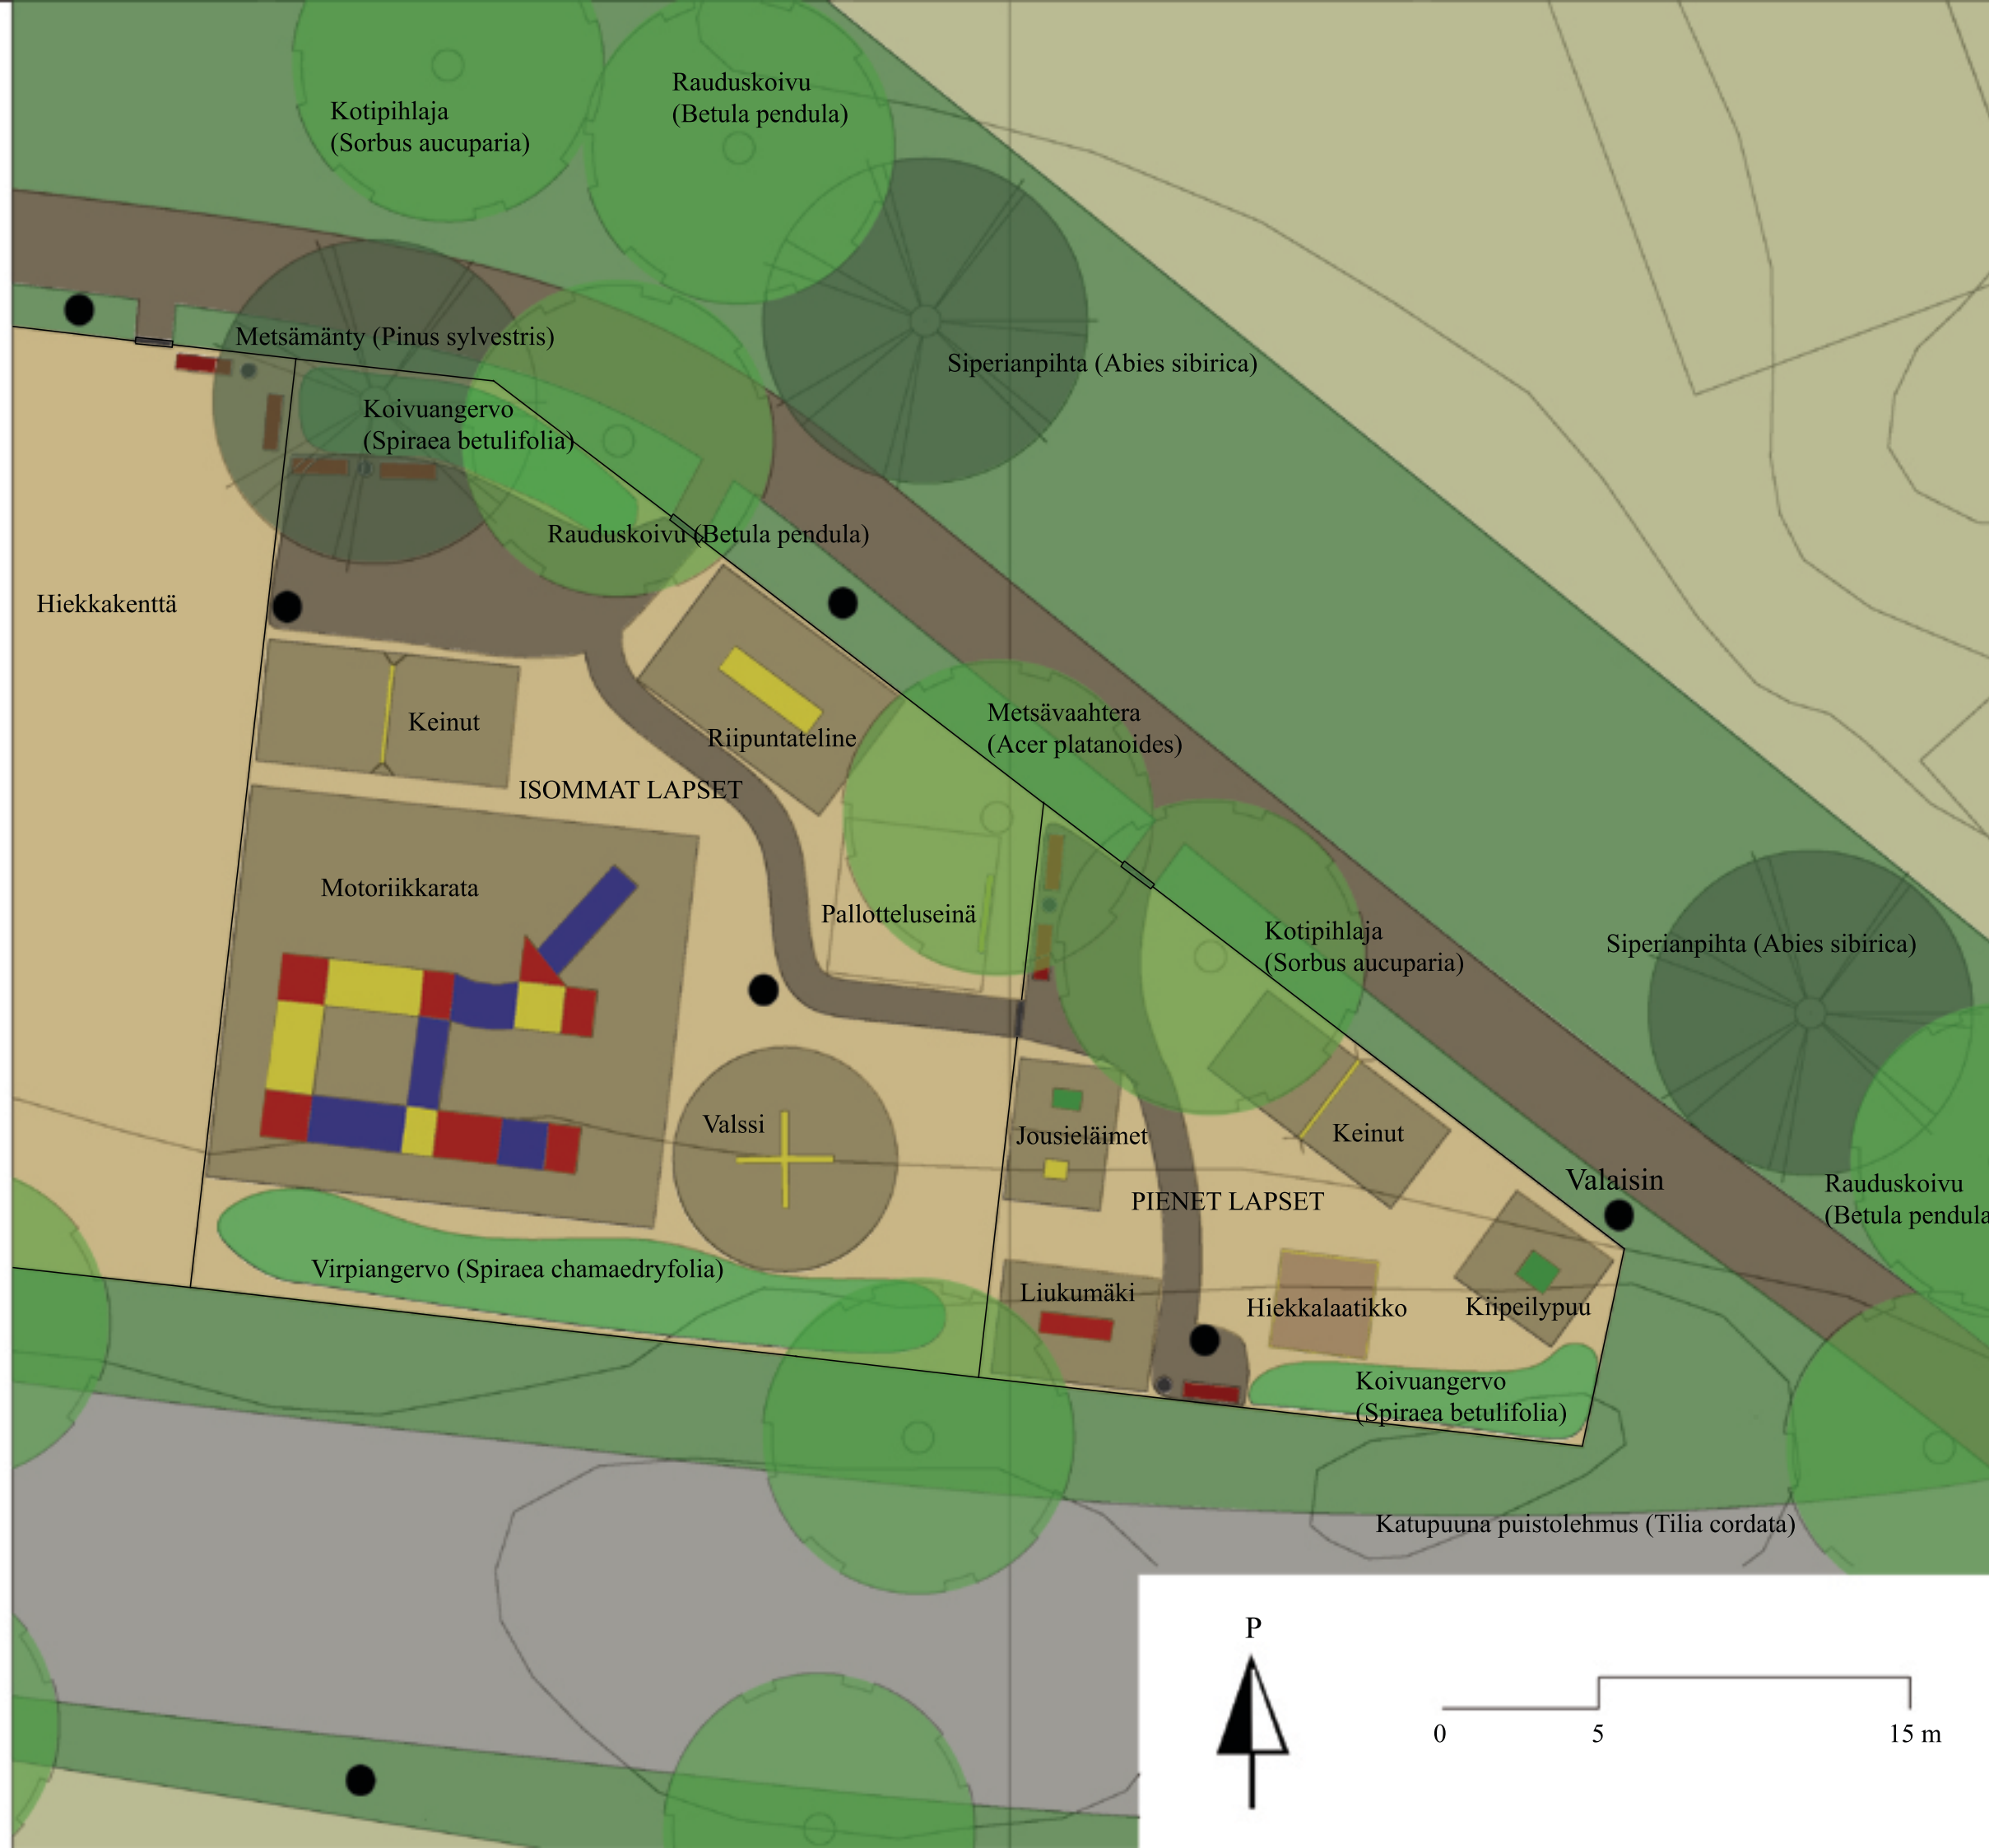 Rauduskoivu
(Betula pendula)
Kotipihlaja
(Sorbus aucuparia)
Metsämänty (Pinus sylvestris)
Siperianpihta (Abies sibirica)
Koivuangervo
(Spiraea betulifolia)
Rauduskoivu (Betula pendula)
Hiekkakenttä
Keinut
Riipuntateline
Metsävaahtera
(Acer platanoides)
ISOMMAT LAPSET
Motoriikkarata
Pallotteluseinä
Kotipihlaja
(Sorbus aucuparia)
Siperianpihta (Abies sibirica)
Valssi
Jousieläimet
Keinut
Valaisin
Rauduskoivu
(Betula pendula
PIENET LAPSET
Virpiangervo (Spiraea chamaedryfolia)
Liukumäki
Hiekkalaatikko
Kiipeilypuu
Koivuangervo
(Spiraea betulifolia)
Katupuuna puistolehmus (Tilia cordata)
P
0 5 15 m